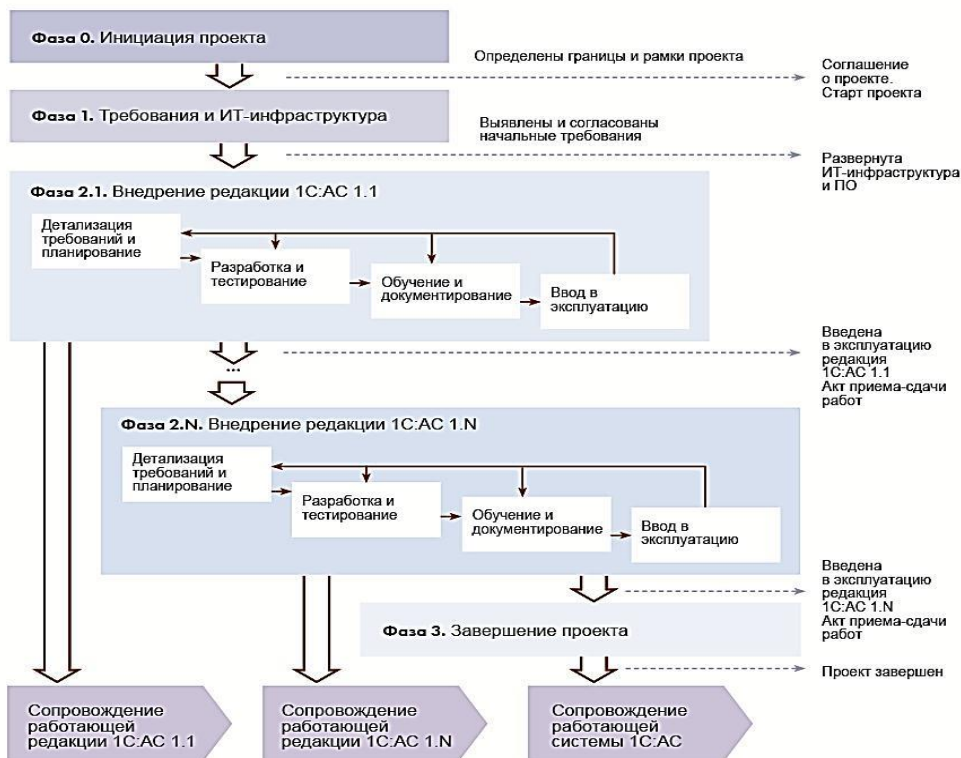 Фаза 0. Инициация проекта
Определены границы и рамки проекта
Соглашение
о проекте.
Старт проекта
Фаза 1. Требования и ИТ-инфраструктура
Выявлены и согласованы
начальные требования
Развернута
ИТ-инфраструктура
и ПО
Фаза 2.1. Внедрение редакции 1С:АС 1.1
Детализация
требований и
планирование
Разработка и
тестирование
Обучение и
документирование
Ввод в
эксплуатацию
Введена
в эксплуатацию
редакция
1С:АС 1.1
Акт приема-сдачи
работ
...
Фаза 2.N. Внедрение редакции 1С:АС 1.N
Детализация
требований и
планирование
Разработка и
тестирование
Обучение и
документирование
Ввод в
эксплуатацию
Введена
в эксплуатацию
редакция
1С:АС 1.N
Акт приема-сдачи
работ
Фаза 3. Завершение проекта
Проект завершен
Сопровождение
работающей
редакции 1С:АС 1.1
Сопровождение
работающей
редакции 1С:АС 1.N
Сопровождение
работающей
системы 1С:АС